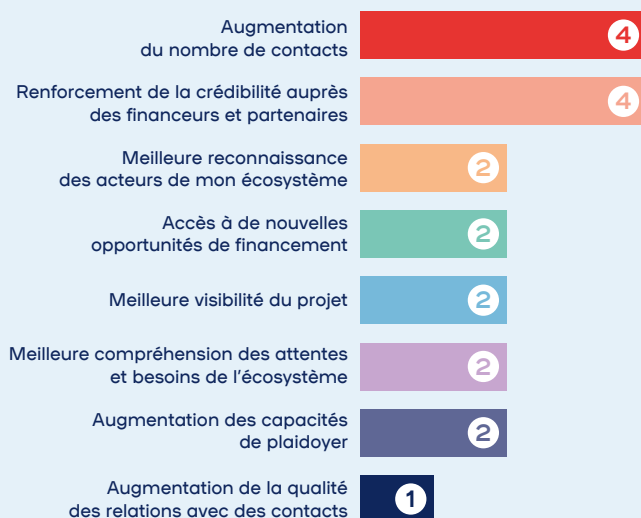 Augmentation
du nombre de contacts
4
Renforcement de la crédibilité auprès
des financeurs et partenaires
4
Meilleure reconnaissance
des acteurs de mon écosystème
2
Accès à de nouvelles
opportunités de financement
2
Meilleure visibilité du projet
2
Meilleure compréhension des attentes
et besoins de l'écosystème
2
Augmentation des capacités
de plaidoyer
2
Augmentation de la qualité
des relations avec des contacts
1